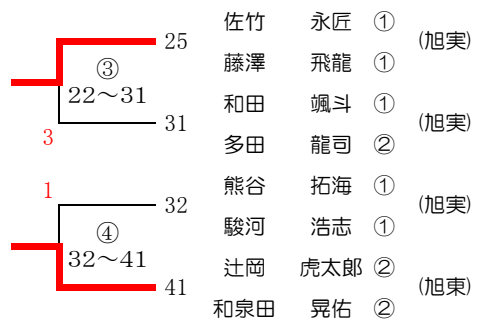 佐竹 永匠 ①
25 (旭実)
藤澤 飛龍 ①
③
22～31
和田 颯斗 ①
31 (旭実)
3
多田 龍司 ②
1
熊谷 拓海 ①
32 (旭実)
駿河 浩志 ①
④
32～41
辻岡 虎太郎 ②
41 (旭東)
和泉田 晃佑 ②